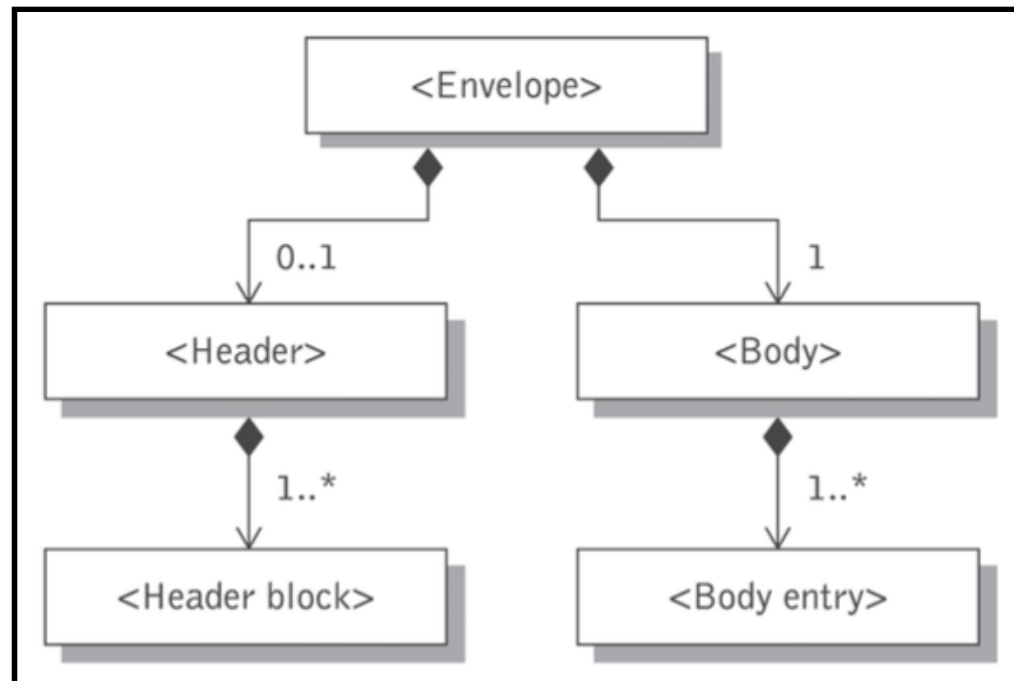 <Envelope>
0..1
1
<Header>
<Body>
1..*
1..*
<Header block>
<Body entry>